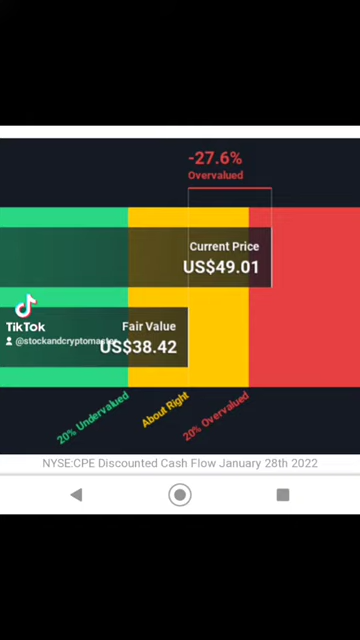 -27.6%
Overvalued
Current Price
US$49.01
TikTok
@stockandcryptomaster
Fair Value
US$38.42
20% Undervalued
About Right
20% Overvalued
NYSE:CPE Discounted Cash Flow January 28th 2022